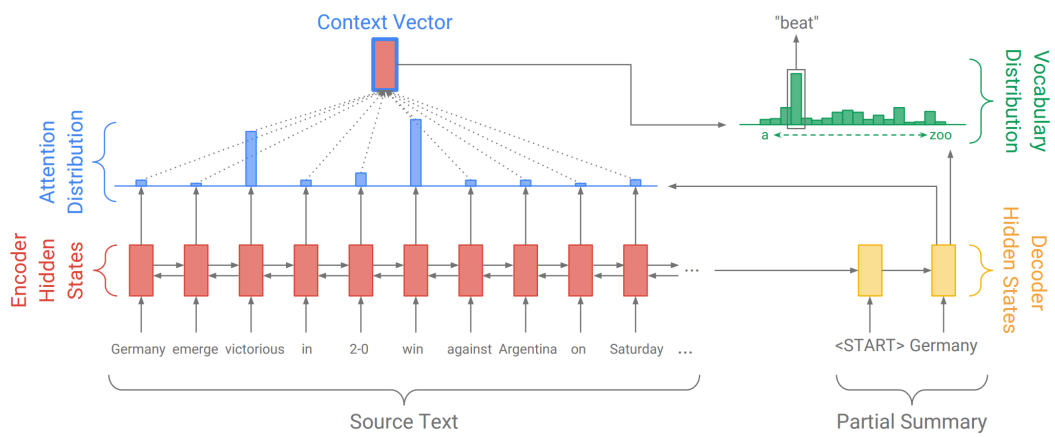 Context Vector
"beat"
Vocabulary
Distribution
a
zoo
Attention
Distribution
Encoder
Hidden
States
Decoder
Hidden States
...
Germany emerge victorious in 2-0 win against Argentina on Saturday ...
<START> Germany
Source Text
Partial Summary